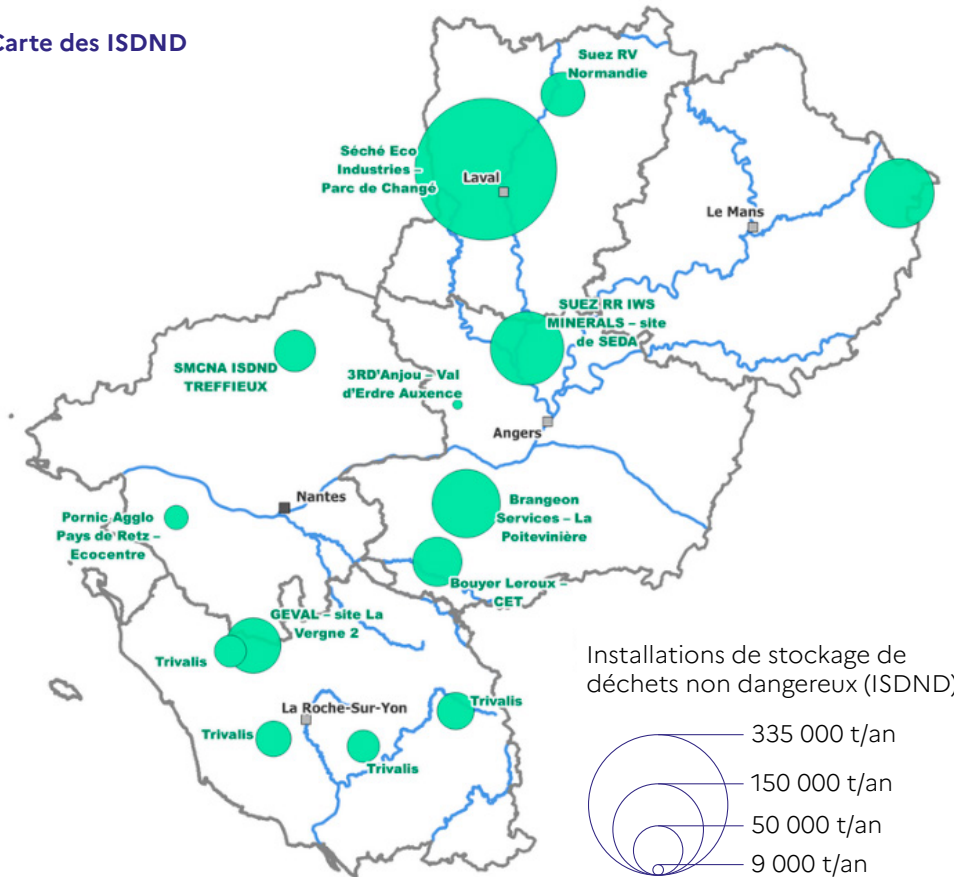 Carte des ISDND
Suez RV
Normandie
Séché Eco
Industries –
Parc de Changé
Laval
Le Mans
SUEZ RR IWS
MINERALS – site
de SEDA
SMCNA ISDND
TREFFIEUX
3RD'Anjou – Val
d'Erdre Auxence
Angers
Nantes
Brangeon
Services – La
Poitevinière
Pornic Agglo
Pays de Retz –
Ecocentre
Bouyer Leroux –
CET
GEVAL – site La
Vergne 2
Trivalis
La Roche-Sur-Yon
Trivalis
Trivalis
Trivalis
Installations de stockage de
déchets non dangereux (ISDND)
335 000 t/an
150 000 t/an
50 000 t/an
9 000 t/an